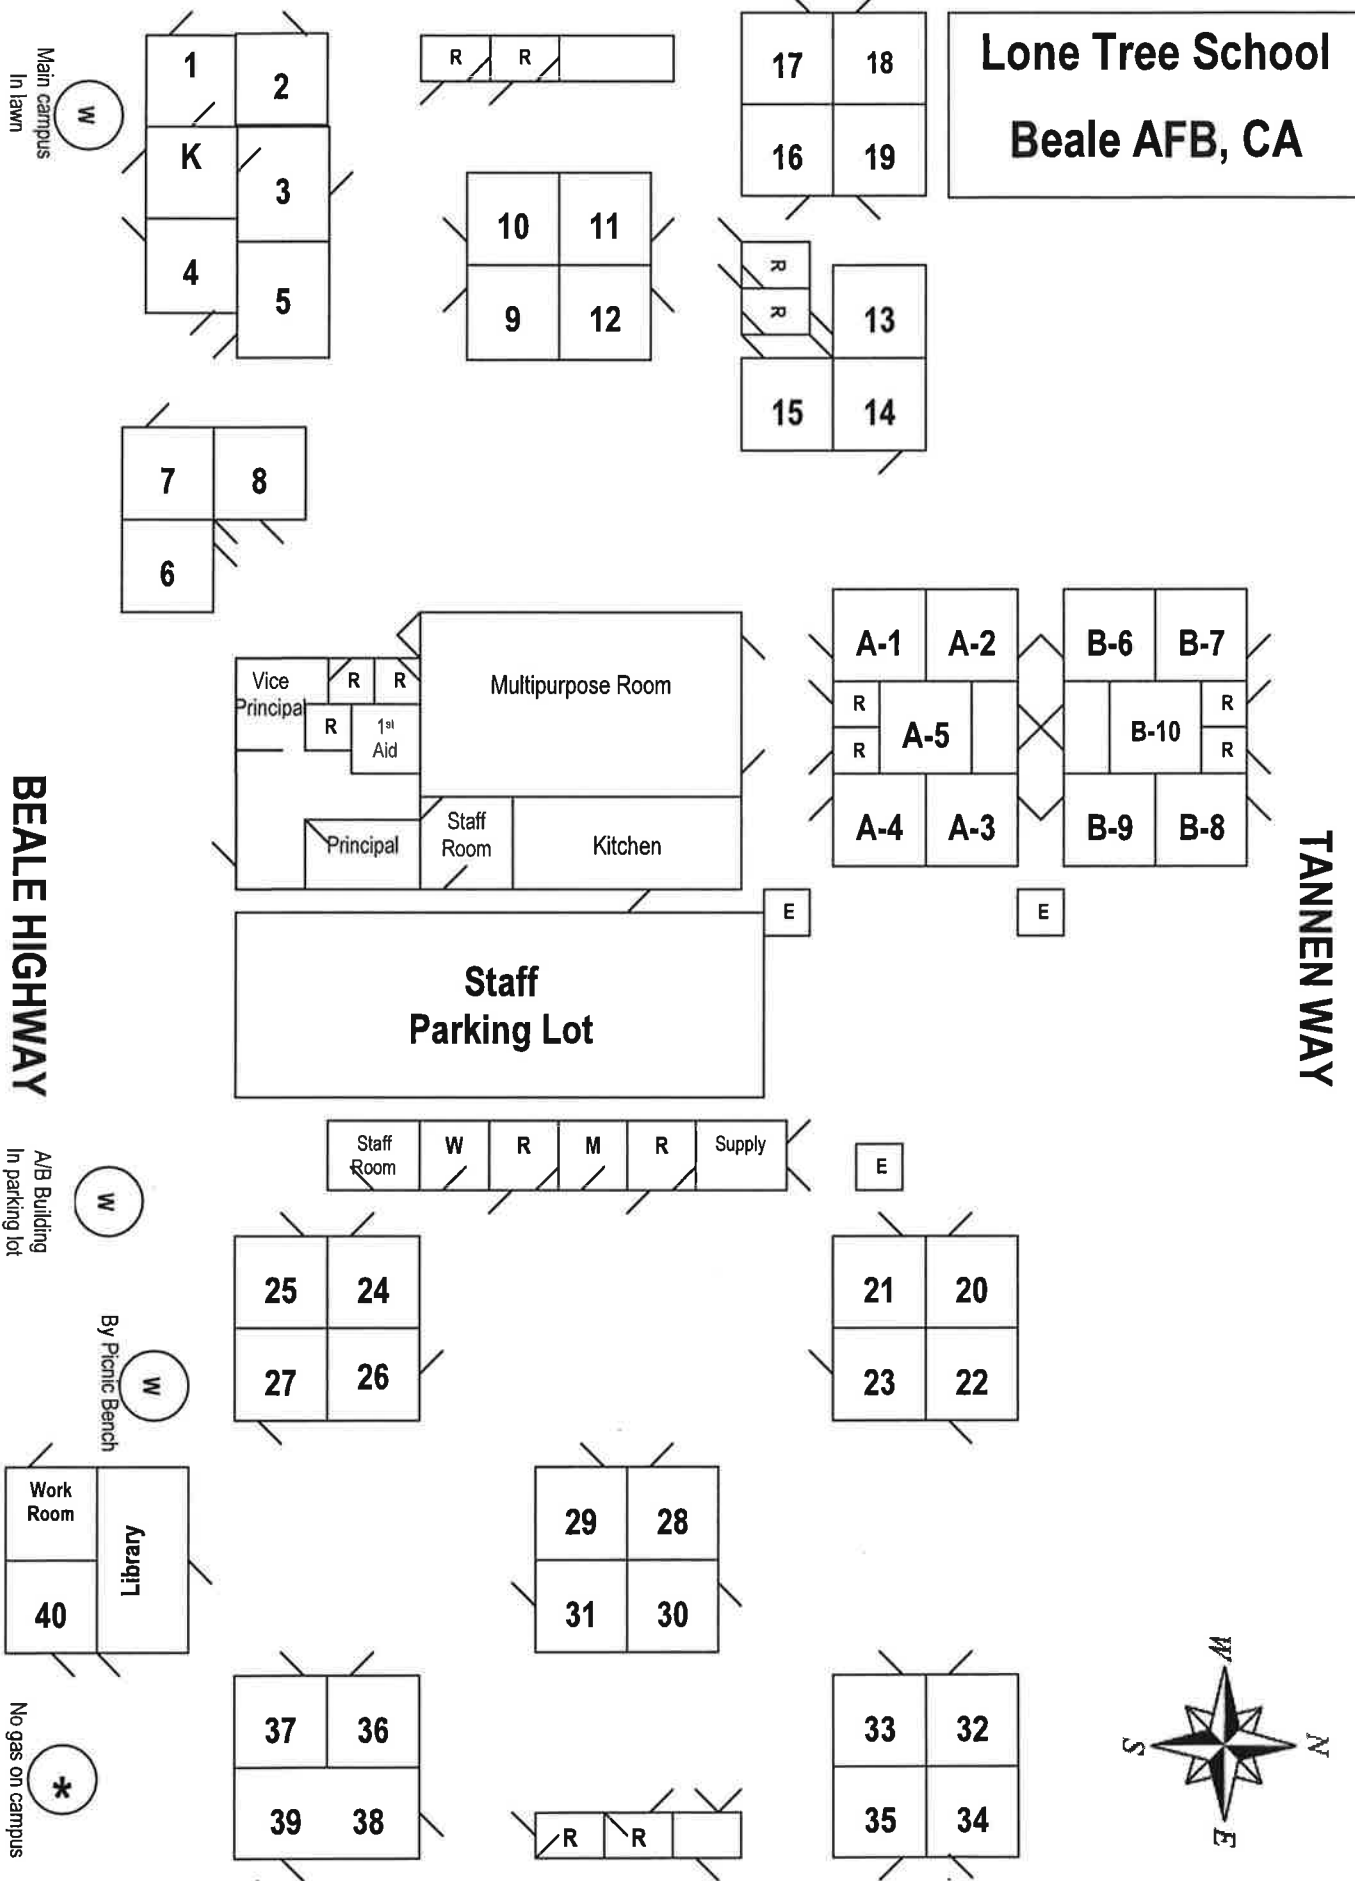 Lone Tree School
Beale AFB, CA
1
2
R
R
17
18
Main campus
In lawn
W
K
3
16
19
10
11
4
5
R
R
9
12
13
15
14
7
8
6
A-1
A-2
B-6
B-7
Vice
Principal
R
R
Multipurpose Room
R
1st
Aid
R
R
A-5
B-10
R
R
A-4
A-3
B-9
B-8
Principal
Staff
Room
Kitchen
E
E
BEALE HIGHWAY
TANNEN WAY
Staff
Parking Lot
Staff
Room
W
R
M
R
Supply
E
A/B Building
In parking lot
W
25
24
21
20
27
26
23
22
By Picnic Bench
W
Work
Room
Library
40
29
28
31
30
W
N
S
E
37
36
33
32
39
38
R
R
35
34
No gas on campus
*